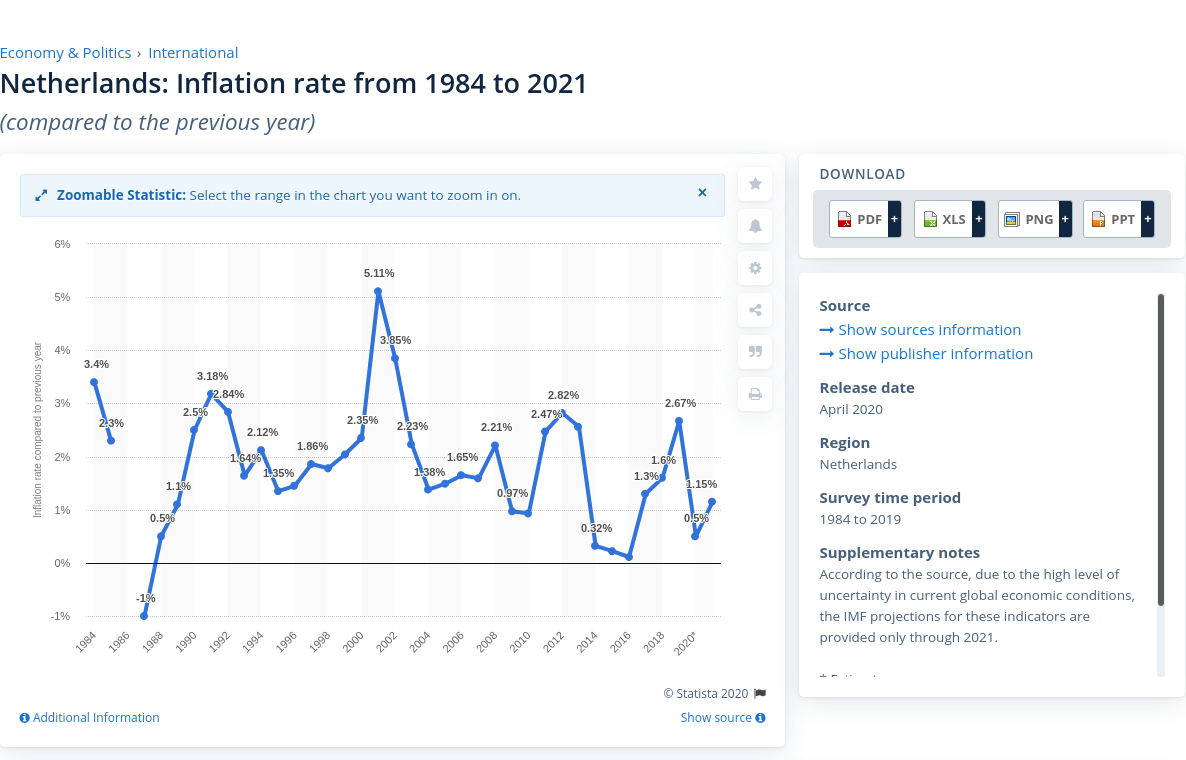 Economy & Politics › International
Netherlands: Inflation rate from 1984 to 2021
(compared to the previous year)
Zoomable Statistic: Select the range in the chart you want to zoom in on.
×
Inflation rate compared to previous year
6%
5%
4%
3%
2%
1%
0%
-1%
3.4%
2.3%
-1%
0.5%
1.1%
2.5%
3.18%
2.84%
1.64%
2.12%
1.35%
1.86%
2.35%
5.11%
3.85%
2.23%
1.38%
1.65%
2.21%
0.97%
2.47%
2.82%
0.32%
1.3%
1.6%
2.67%
0.5%
1.15%
1984
1986
1988
1990
1992
1994
1996
1998
2000
2002
2004
2006
2008
2010
2012
2014
2016
2018
2020*
© Statista 2020
Additional Information
Show source
DOWNLOAD
PDF +
XLS +
PNG +
PPT +
Source
Show sources information
Show publisher information
Release date
April 2020
Region
Netherlands
Survey time period
1984 to 2019
Supplementary notes
According to the source, due to the high level of
uncertainty in current global economic conditions,
the IMF projections for these indicators are
provided only through 2021.